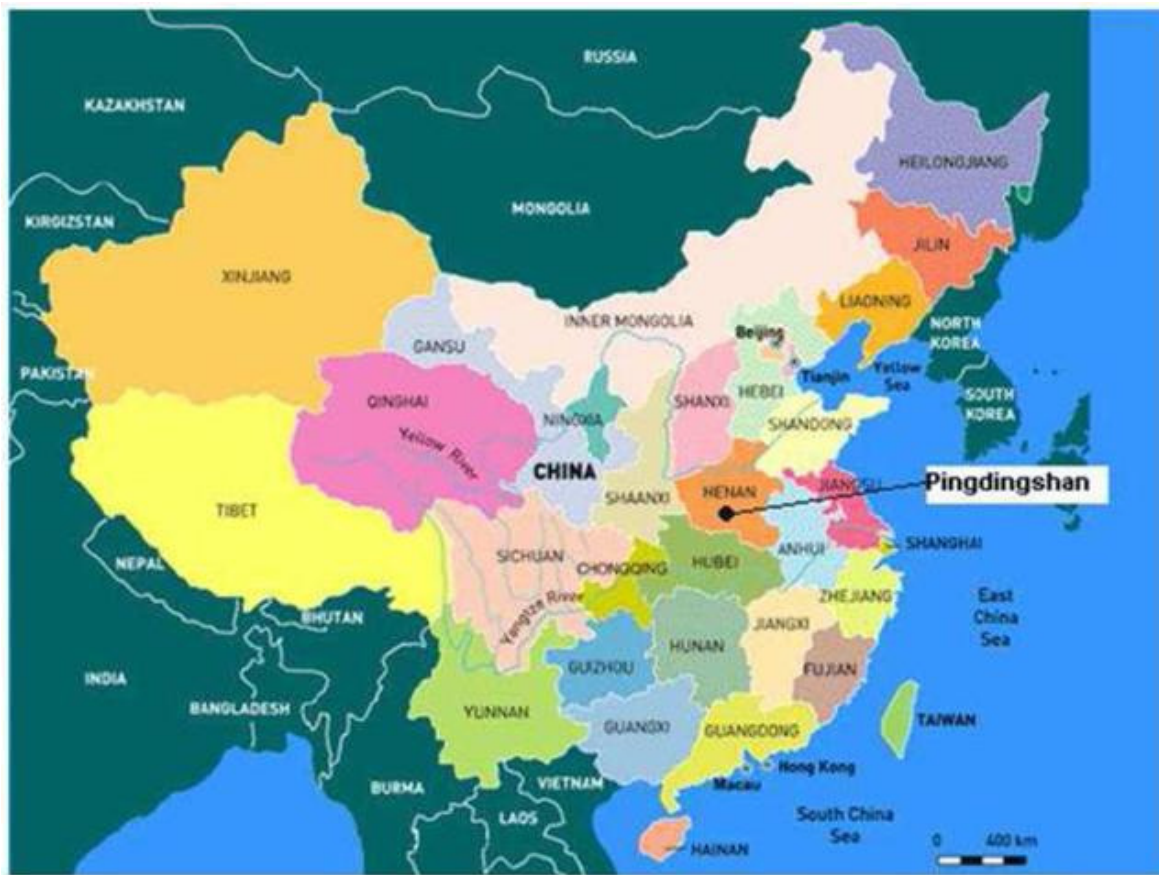 RUSSIA
KAZAKHSTAN
HEILONGJIANG
MONGOLIA
KIRGIZSTAN
JILIN
XINJIANG
LIAONING
INNER MONGOLIA
NORTH
KOREA
Beijing
GANSU
Tianjin
Yellow
Sea
PAKISTAN
QINGHAI
SHANXI
HEBEI
SOUTH
KOREA
NINGXIA
SHANDONG
Yellow River
CHINA
Pingdingshan
JIANGSU
HENAN
SHAANXI
TIBET
SHANGHAI
ANHUI
SICHUAN
CHONGQING
HUBEI
NEPAL
ZHEJIANG
East
China
Sea
Yangtze River
BHUTAN
JIANGXI
HUNAN
GUIZHOU
FUJIAN
INDIA
BANGLADESH
YUNNAN
GUANGXI
GUANGDONG
TAIWAN
Hong Kong
VIETNAM
Macau
BURMA
LAOS
South China
Sea
0 400 km
HAINAN